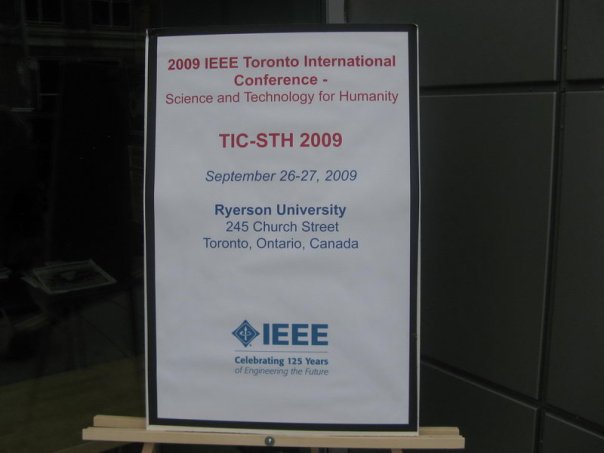 2009 IEEE Toronto International
Conference -
Science and Technology for Humanity
TIC-STH 2009
September 26-27, 2009
Ryerson University
245 Church Street
Toronto, Ontario, Canada
IEEE
Celebrating 125 Years
of Engineering the Future